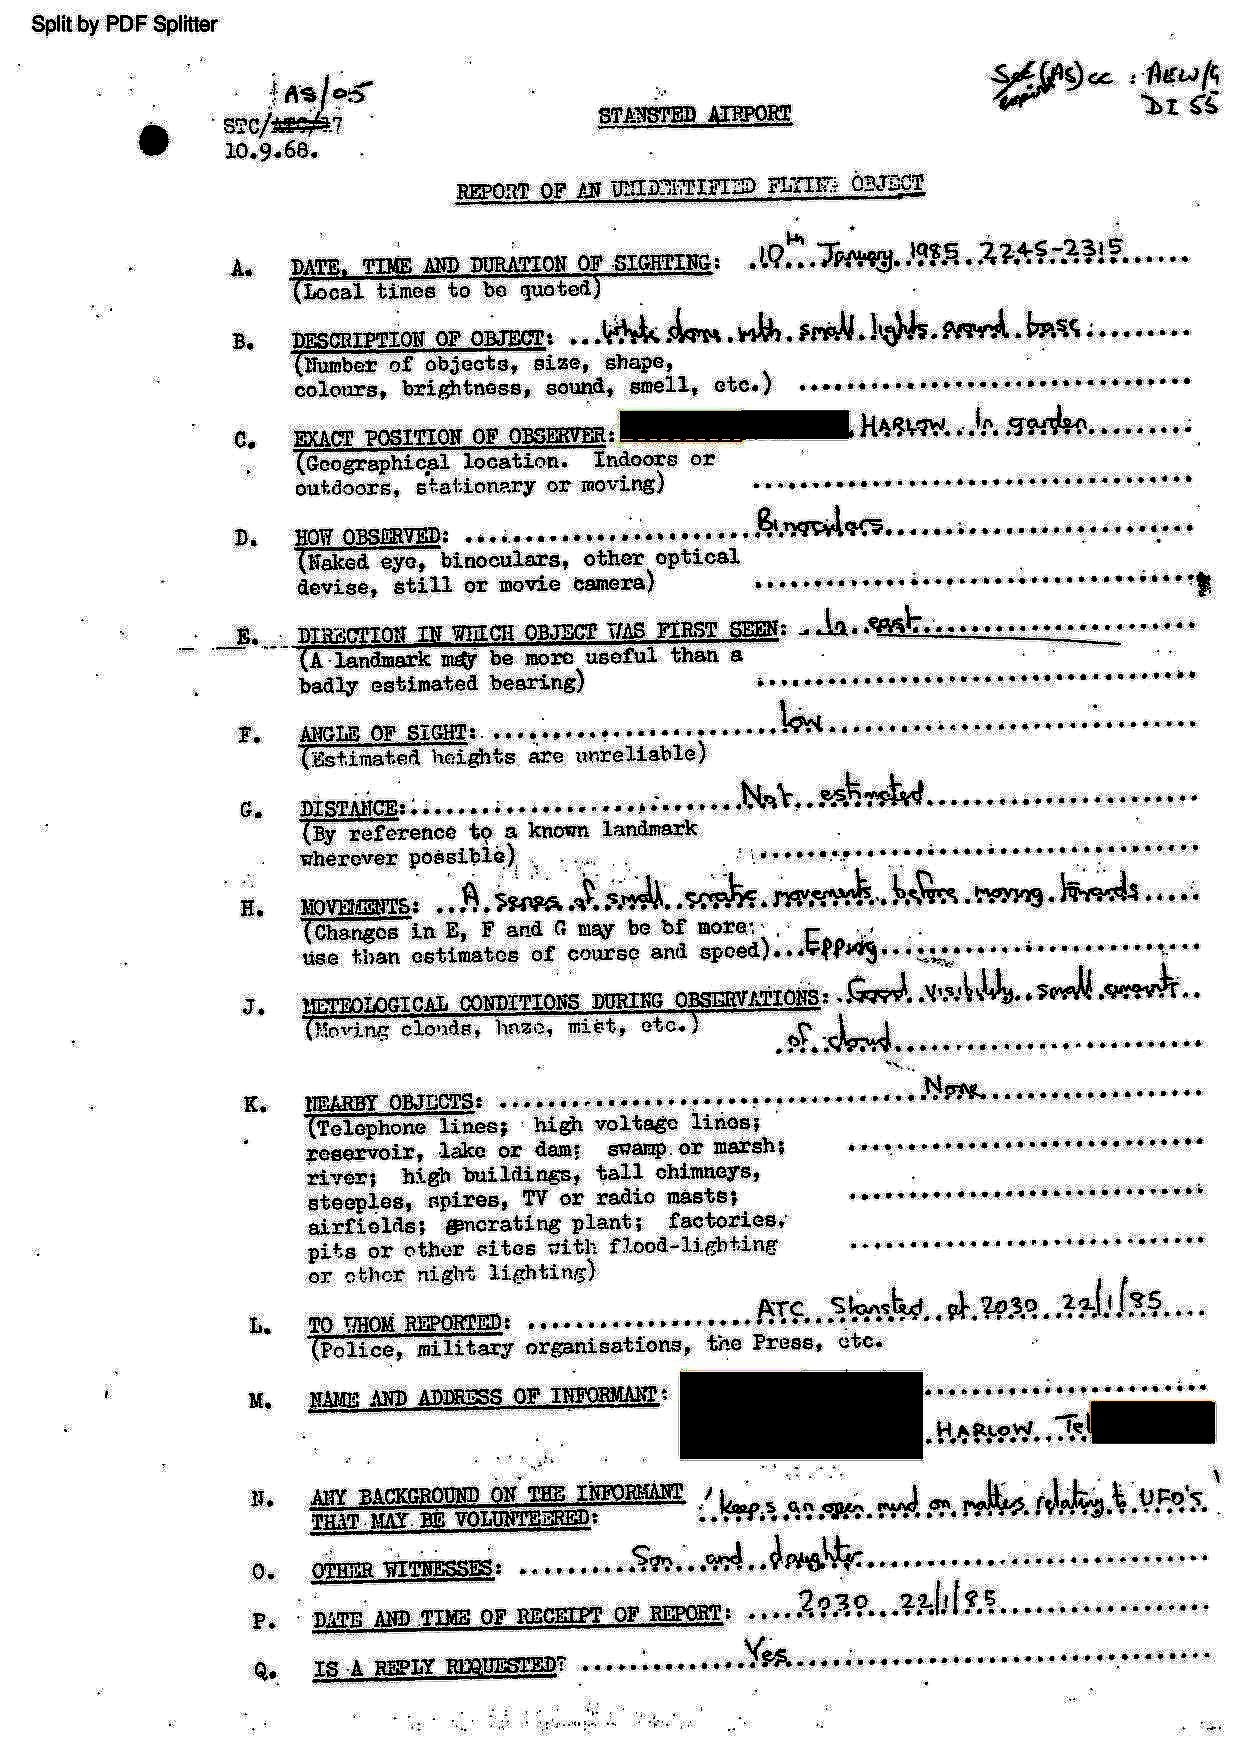 Split by PDF Splitter
AS/05
STC/ATC/27
10.9.68.
STANSTED AIRPORT
Sec(AS) cc : AEW/G
DI 55
REPORT OF AN UNIDENTIFIED FLYING OBJECT
A. DATE, TIME AND DURATION OF SIGHTING: 10th January 1985 2245-2315
(Local times to be quoted)
B. DESCRIPTION OF OBJECT: White dome with small lights around base.
(Number of objects, size, shape,
colours, brightness, sound, smell, etc.)
C. EXACT POSITION OF OBSERVER: HARLOW In garden
(Geographical location. Indoors or
outdoors, stationary or moving)
D. HOW OBSERVED: Binoculars
(Naked eye, binoculars, other optical
devise, still or movie camera)
E. DIRECTION IN WHICH OBJECT WAS FIRST SEEN: In east
(A landmark may be more useful than a
badly estimated bearing)
F. ANGLE OF SIGHT: low
(Estimated heights are unreliable)
G. DISTANCE: Not estimated
(By reference to a known landmark
wherever possible)
H. MOVEMENTS: A series of small erratic movements before moving towards
(Changes in E, F and G may be of more
use than estimates of course and speed) Epping
J. METEOLOGICAL CONDITIONS DURING OBSERVATIONS: Good visibility small amounts
(Moving clouds, haze, mist, etc.)
of cloud
K. NEARBY OBJECTS: None
(Telephone lines; high voltage lines;
reservoir, lake or dam; swamp or marsh;
river; high buildings, tall chimneys,
steeples, spires, TV or radio masts;
airfields; generating plant; factories,
pits or other sites with flood-lighting
or other night lighting)
L. TO WHOM REPORTED: ATC Stansted at 2030 22/1/85
(Police, military organisations, the Press, etc.
M. NAME AND ADDRESS OF INFORMANT:
HARLOW Tel
N. ANY BACKGROUND ON THE INFORMANT 'keeps an open mind on matters relating to UFO's'
THAT MAY BE VOLUNTEERED:
O. OTHER WITNESSES: Son and daughter
P. DATE AND TIME OF RECEIPT OF REPORT: 2030 22/1/85
Q. IS A REPLY REQUESTED? Yes